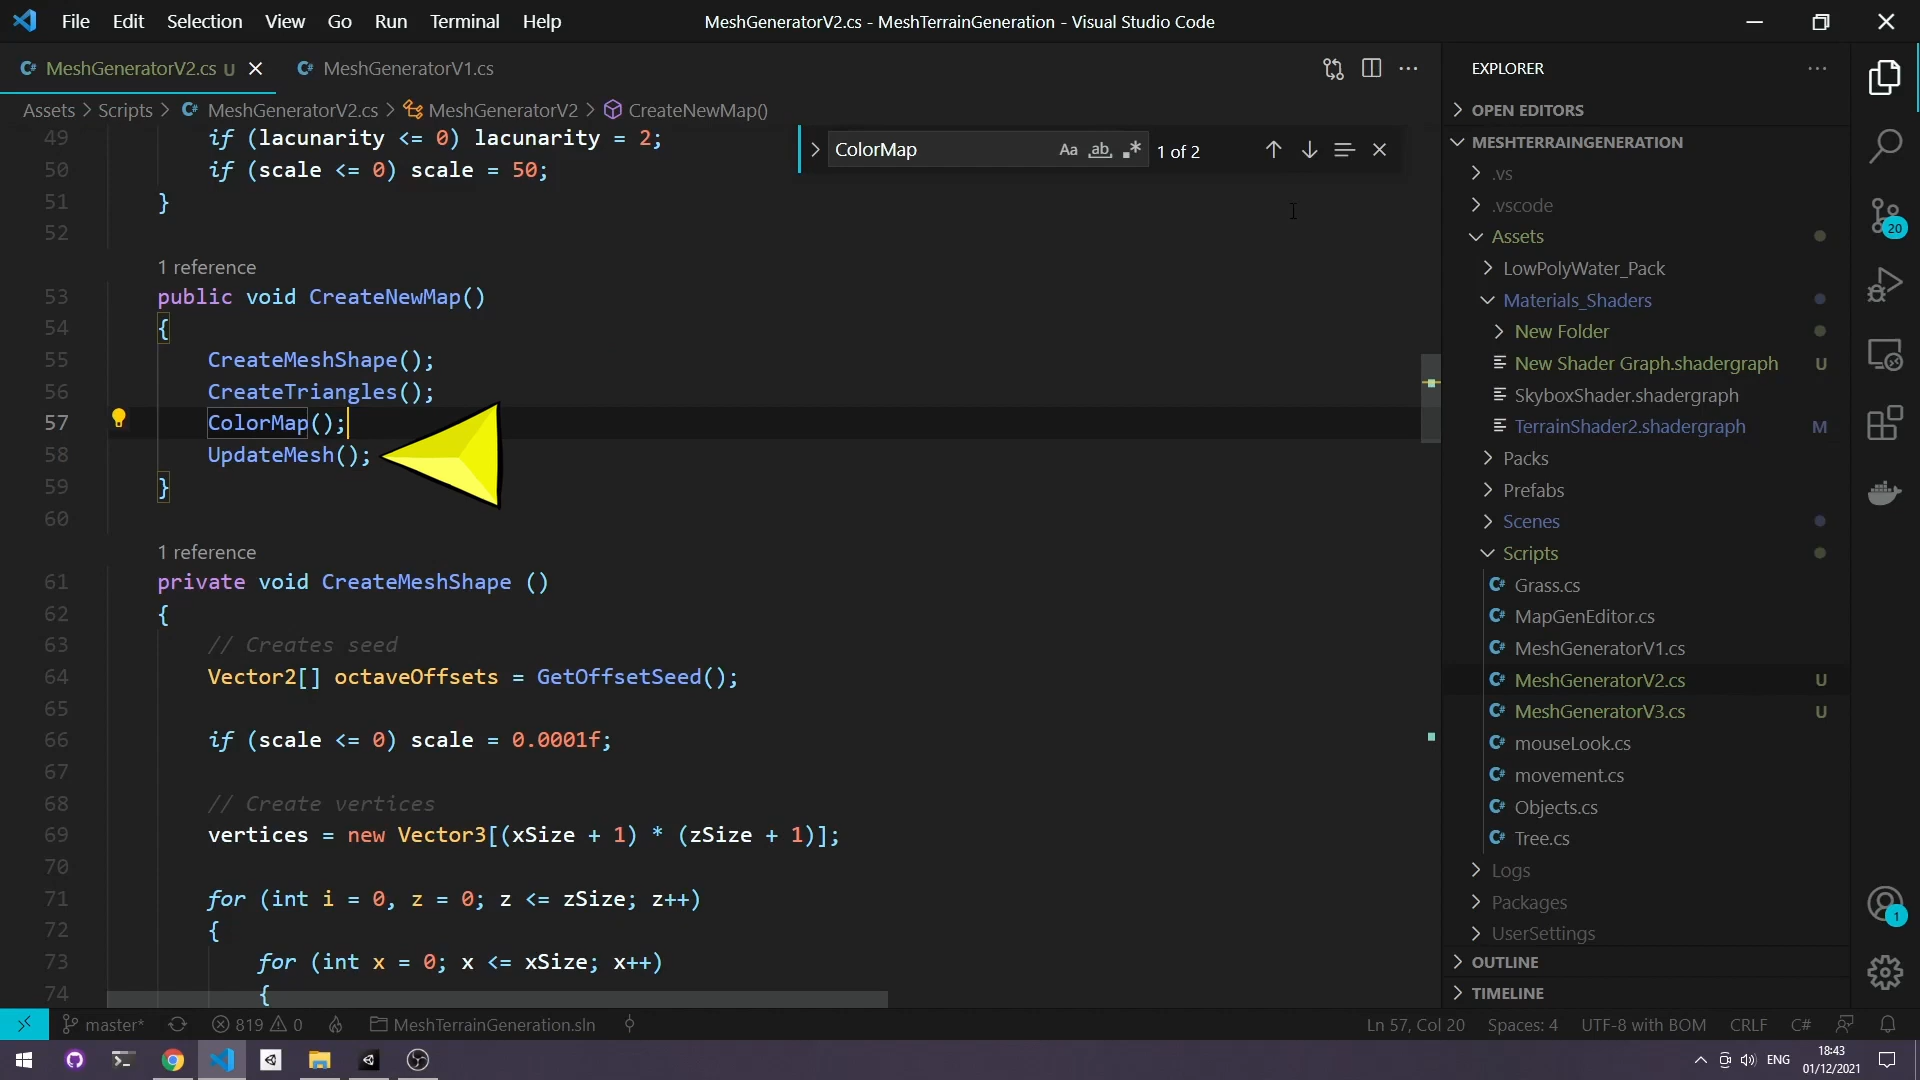 File Edit Selection View Go Run Terminal Help
MeshGeneratorV2.cs - MeshTerrainGeneration - Visual Studio Code
MeshGeneratorV2.cs U
MeshGeneratorV1.cs
Assets > Scripts > MeshGeneratorV2.cs > MeshGeneratorV2 > CreateNewMap()
ColorMap
Aa ab 1 of 2
49 if (lacunarity <= 0) lacunarity = 2;
50 if (scale <= 0) scale = 50;
51 }
52
1 reference
53 public void CreateNewMap()
54 {
55 CreateMeshShape();
56 CreateTriangles();
57 ColorMap();
58 UpdateMesh();
59 }
60
1 reference
61 private void CreateMeshShape ()
62 {
63 // Creates seed
64 Vector2[] octaveOffsets = GetOffsetSeed();
65
66 if (scale <= 0) scale = 0.0001f;
67
68 // Create vertices
69 vertices = new Vector3[(xSize + 1) * (zSize + 1)];
70
71 for (int i = 0, z = 0; z <= zSize; z++)
72 {
73 for (int x = 0; x <= xSize; x++)
74 {
EXPLORER
OPEN EDITORS
MESHTERRAINGENERATION
.vs
.vscode
Assets
LowPolyWater_Pack
Materials_Shaders
New Folder
New Shader Graph.shadergraph U
SkyboxShader.shadergraph
TerrainShader2.shadergraph M
Packs
Prefabs
Scenes
Scripts
C# Grass.cs
C# MapGenEditor.cs
C# MeshGeneratorV1.cs
C# MeshGeneratorV2.cs U
C# MeshGeneratorV3.cs U
C# mouseLook.cs
C# movement.cs
C# Objects.cs
C# Tree.cs
Logs
Packages
UserSettings
OUTLINE
TIMELINE
20
1
master* 819 0 MeshTerrainGeneration.sln
Ln 57, Col 20 Spaces: 4 UTF-8 with BOM CRLF C#
ENG
18:43
01/12/2021